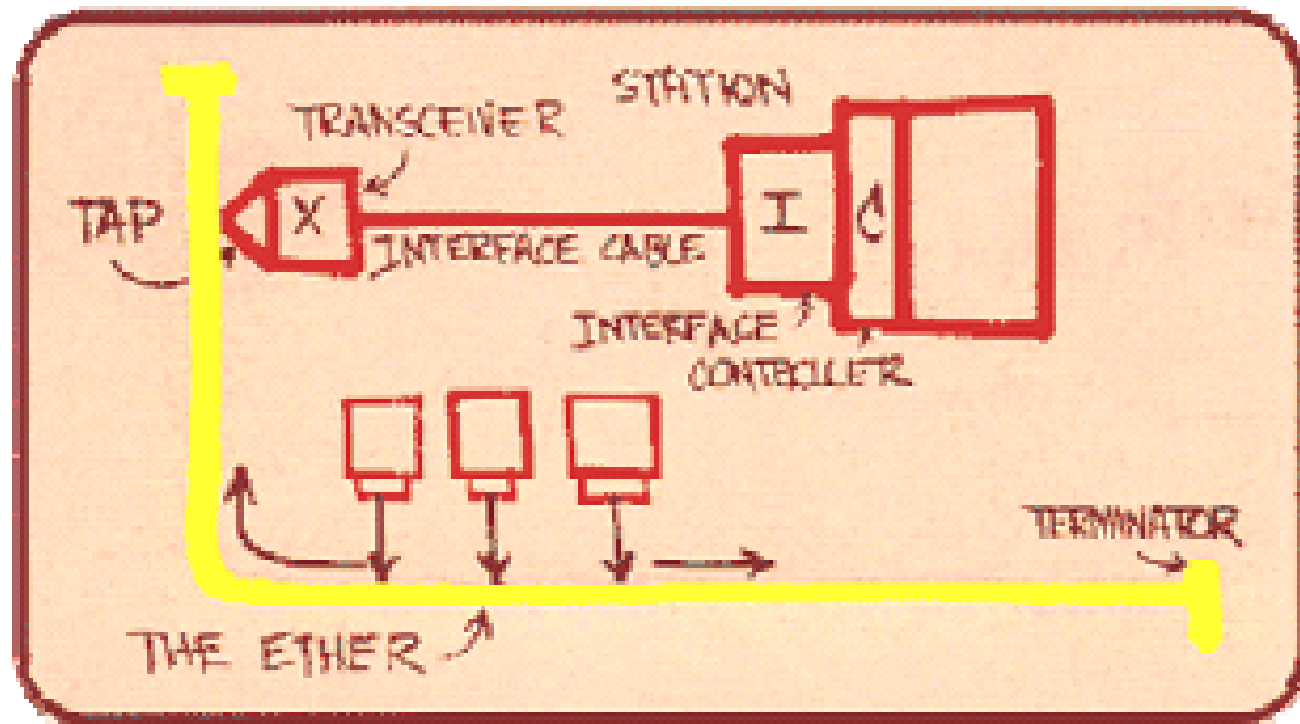 STATION
TRANSCEIVER
TAP
X
I
C
INTERFACE CABLE
INTERFACE
CONTROLLER
TERMINATOR
THE ETHER